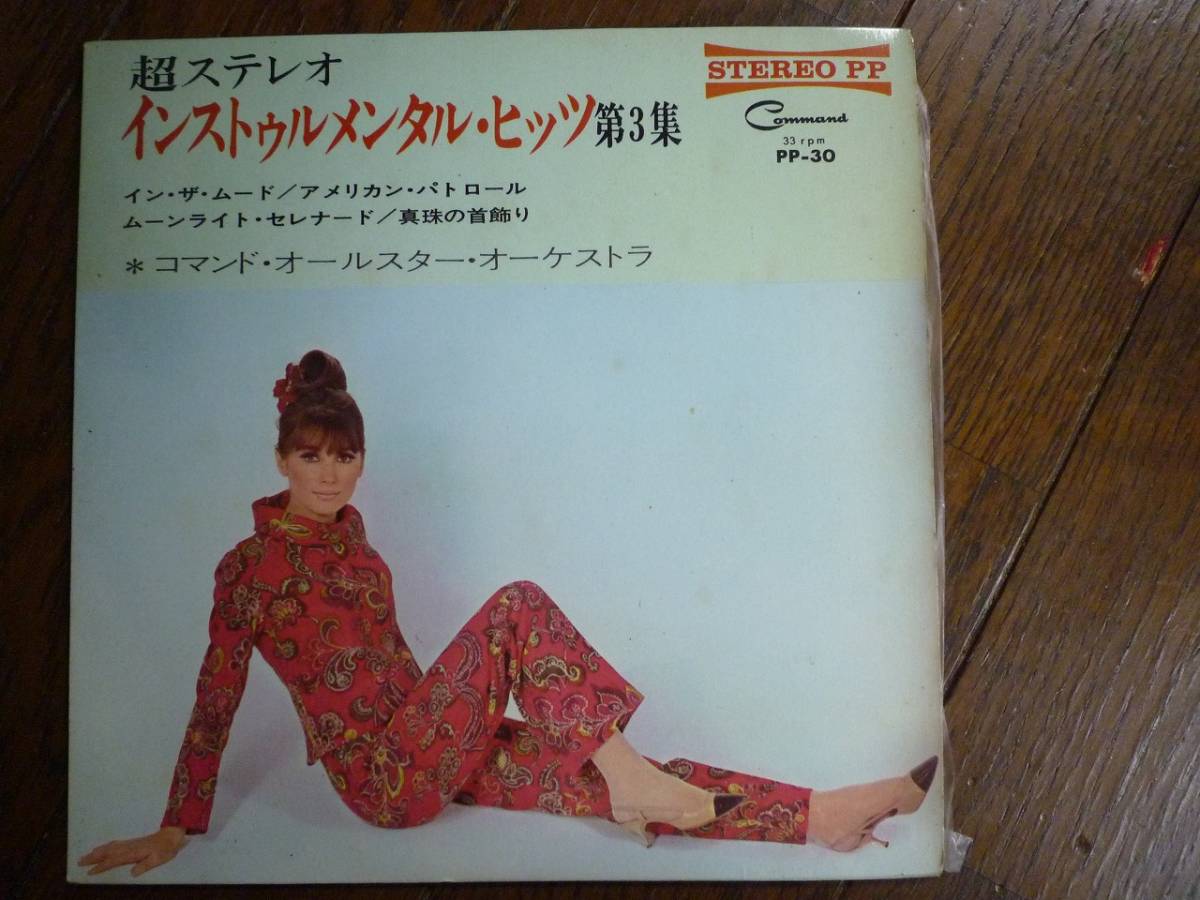 超ステレオ
インストゥルメンタル・ヒッツ第3集
イン・ザ・ムード/アメリカン・パトロール
ムーンライト・セレナード/真珠の首飾り
*コマンド・オールスター・オーケストラ
STEREO PP
Command
33 rpm
PP-30